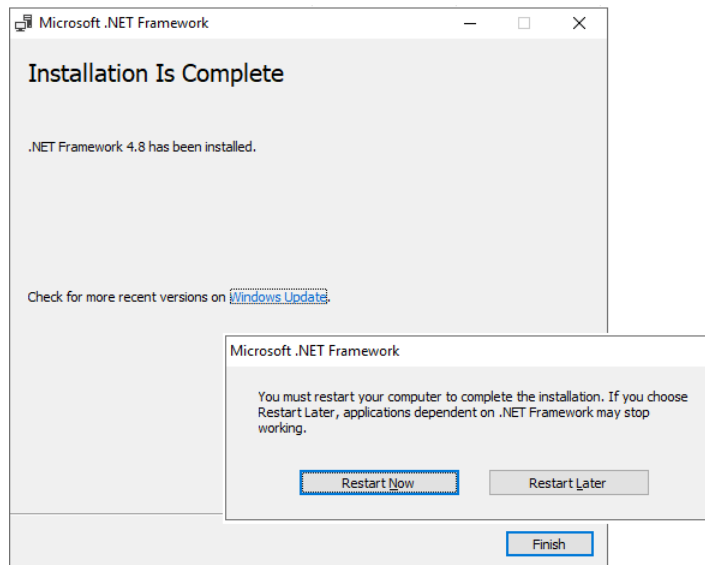 Microsoft .NET Framework
Installation Is Complete
.NET Framework 4.8 has been installed.
Check for more recent versions on Windows Update.
Microsoft .NET Framework
You must restart your computer to complete the installation. If you choose
Restart Later, applications dependent on .NET Framework may stop
working.
Restart Now
Restart Later
Finish